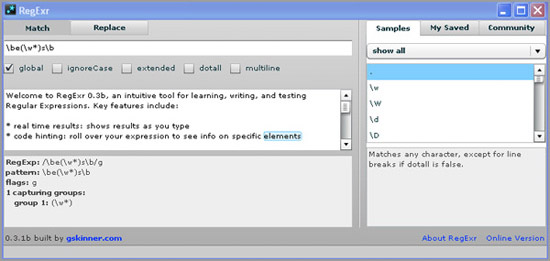 RegExr
Match
Replace
\be(\w*)s\b
global
ignoreCase
extended
dotall
multiline
Welcome to RegExr 0.3b, an intuitive tool for learning, writing, and testing
Regular Expressions. Key features include:
* real time results: shows results as you type
* code hinting: roll over your expression to see info on specific elements
RegExp: /\be(\w*)s\b/g
pattern: \be(\w*)s\b
flags: g
1 capturing groups:
group 1: (\w*)
Samples
My Saved
Community
show all
.
\w
\W
\d
\D
Matches any character, except for line
breaks if dotall is false.
0.3.1b built by gskinner.com
About RegExr
Online Version